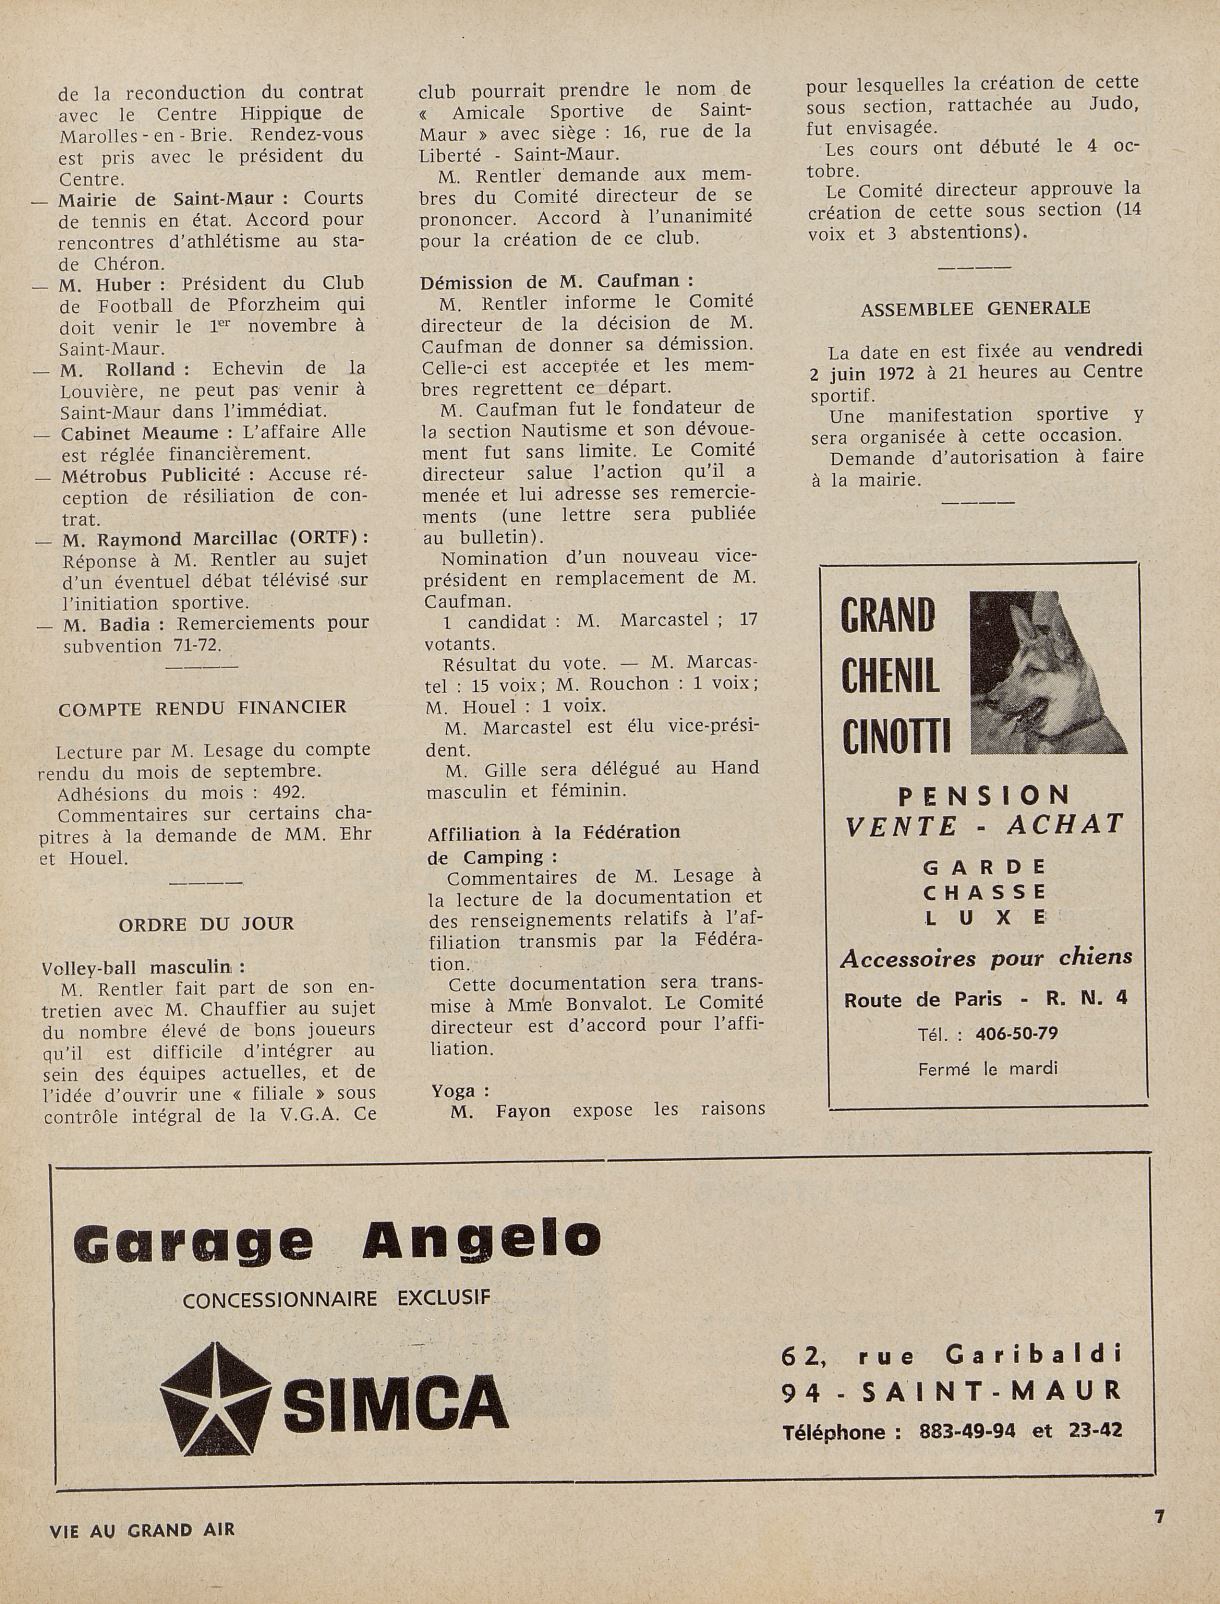 de la reconduction du contrat
avec le Centre Hippique de
Marolles - en - Brie. Rendez-vous
est pris avec le président du
Centre.
— Mairie de Saint-Maur : Courts
de tennis en état. Accord pour
rencontres d'athlétisme au sta-
de Chéron.
— M. Huber : Président du Club
de Football de Pforzheim qui
doit venir le 1er novembre à
Saint-Maur.
— M. Rolland : Echevin de la
Louvière, ne peut pas venir à
Saint-Maur dans l'immédiat.
— Cabinet Meaume : L'affaire Alle
est réglée financièrement.
— Métrobus Publicité : Accuse ré-
ception de résiliation de con-
trat.
— M. Raymond Marcillac (ORTF) :
Réponse à M. Rentler au sujet
d'un éventuel débat télévisé sur
l'initiation sportive.
— M. Badia : Remerciements pour
subvention 71-72.
COMPTE RENDU FINANCIER
Lecture par M. Lesage du compte
rendu du mois de septembre.
Adhésions du mois : 492.
Commentaires sur certains cha-
pitres à la demande de MM. Ehr
et Houel.
ORDRE DU JOUR
Volley-ball masculin :
M. Rentler fait part de son en-
tretien avec M. Chauffier au sujet
du nombre élevé de bons joueurs
qu'il est difficile d'intégrer au
sein des équipes actuelles, et de
l'idée d'ouvrir une « filiale » sous
contrôle intégral de la V.G.A. Ce
club pourrait prendre le nom de
« Amicale Sportive de Saint-
Maur » avec siège : 16, rue de la
Liberté - Saint-Maur.
M. Rentler demande aux mem-
bres du Comité directeur de se
prononcer. Accord à l'unanimité
pour la création de ce club.
Démission de M. Caufman :
M. Rentler informe le Comité
directeur de la décision de M.
Caufman de donner sa démission.
Celle-ci est acceptée et les mem-
bres regrettent ce départ.
M. Caufman fut le fondateur de
la section Nautisme et son dévoue-
ment fut sans limite. Le Comité
directeur salue l'action qu'il a
menée et lui adresse ses remercie-
ments (une lettre sera publiée
au bulletin).
Nomination d'un nouveau vice-
président en remplacement de M.
Caufman.
1 candidat : M. Marcastel ; 17
votants.
Résultat du vote. — M. Marcas-
tel : 15 voix ; M. Rouchon : 1 voix ;
M. Houel : 1 voix.
M. Marcastel est élu vice-prési-
dent.
M. Gille sera délégué au Hand
masculin et féminin.
Affiliation à la Fédération
de Camping :
Commentaires de M. Lesage à
la lecture de la documentation et
des renseignements relatifs à l'af-
filiation transmis par la Fédéra-
tion.
Cette documentation sera trans-
mise à Mme Bonvalot. Le Comité
directeur est d'accord pour l'affi-
liation.
Yoga :
M. Fayon expose les raisons
pour lesquelles la création de cette
sous section, rattachée au Judo,
fut envisagée.
Les cours ont débuté le 4 oc-
tobre.
Le Comité directeur approuve la
création de cette sous section (14
voix et 3 abstentions).
ASSEMBLEE GENERALE
La date en est fixée au vendredi
2 juin 1972 à 21 heures au Centre
sportif.
Une manifestation sportive y
sera organisée à cette occasion.
Demande d'autorisation à faire
à la mairie.
GRAND
CHENIL
CINOTTI
PENSION
VENTE - ACHAT
GARDE
CHASSE
LUXE
Accessoires pour chiens
Route de Paris - R. N. 4
Tél. : 406-50-79
Fermé le mardi
Garage Angelo
CONCESSIONNAIRE EXCLUSIF
SIMCA
62, rue Garibaldi
94 - SAINT-MAUR
Téléphone : 883-49-94 et 23-42
VIE AU GRAND AIR
7